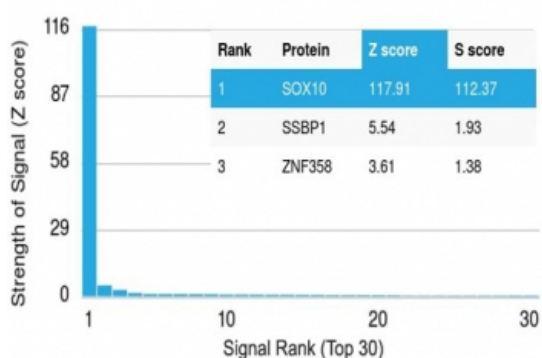 Strength of Signal (Z score)
116
87
58
29
0
Rank Protein Z score S score
1 SOX10 117.91 112.37
2 SSBP1 5.54 1.93
3 ZNF358 3.61 1.38
1 10 20 30
Signal Rank (Top 30)